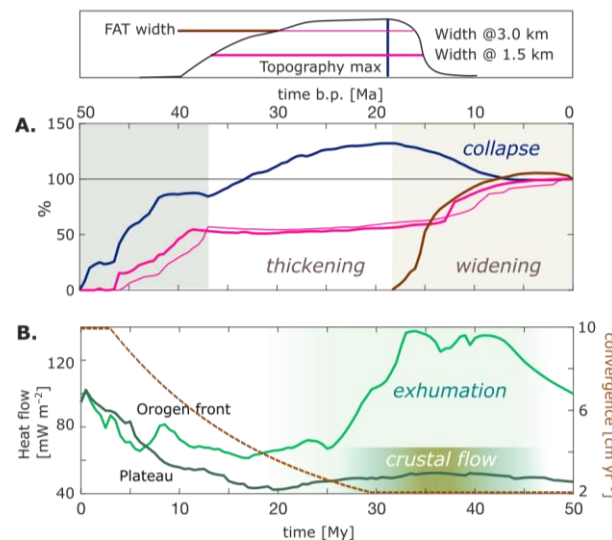 FAT width
Width @3.0 km
Width @ 1.5 km
Topography max
time b.p. [Ma]
50 40 30 20 10 0
A.
150
100
50
0
%
collapse
thickening
widening
B.
120
80
40
Heat flow
[mW m⁻²]
Orogen front
Plateau
exhumation
crustal flow
10
6
4
2
convergence [cm yr⁻¹]
0 10 20 30 40 50
time [My]